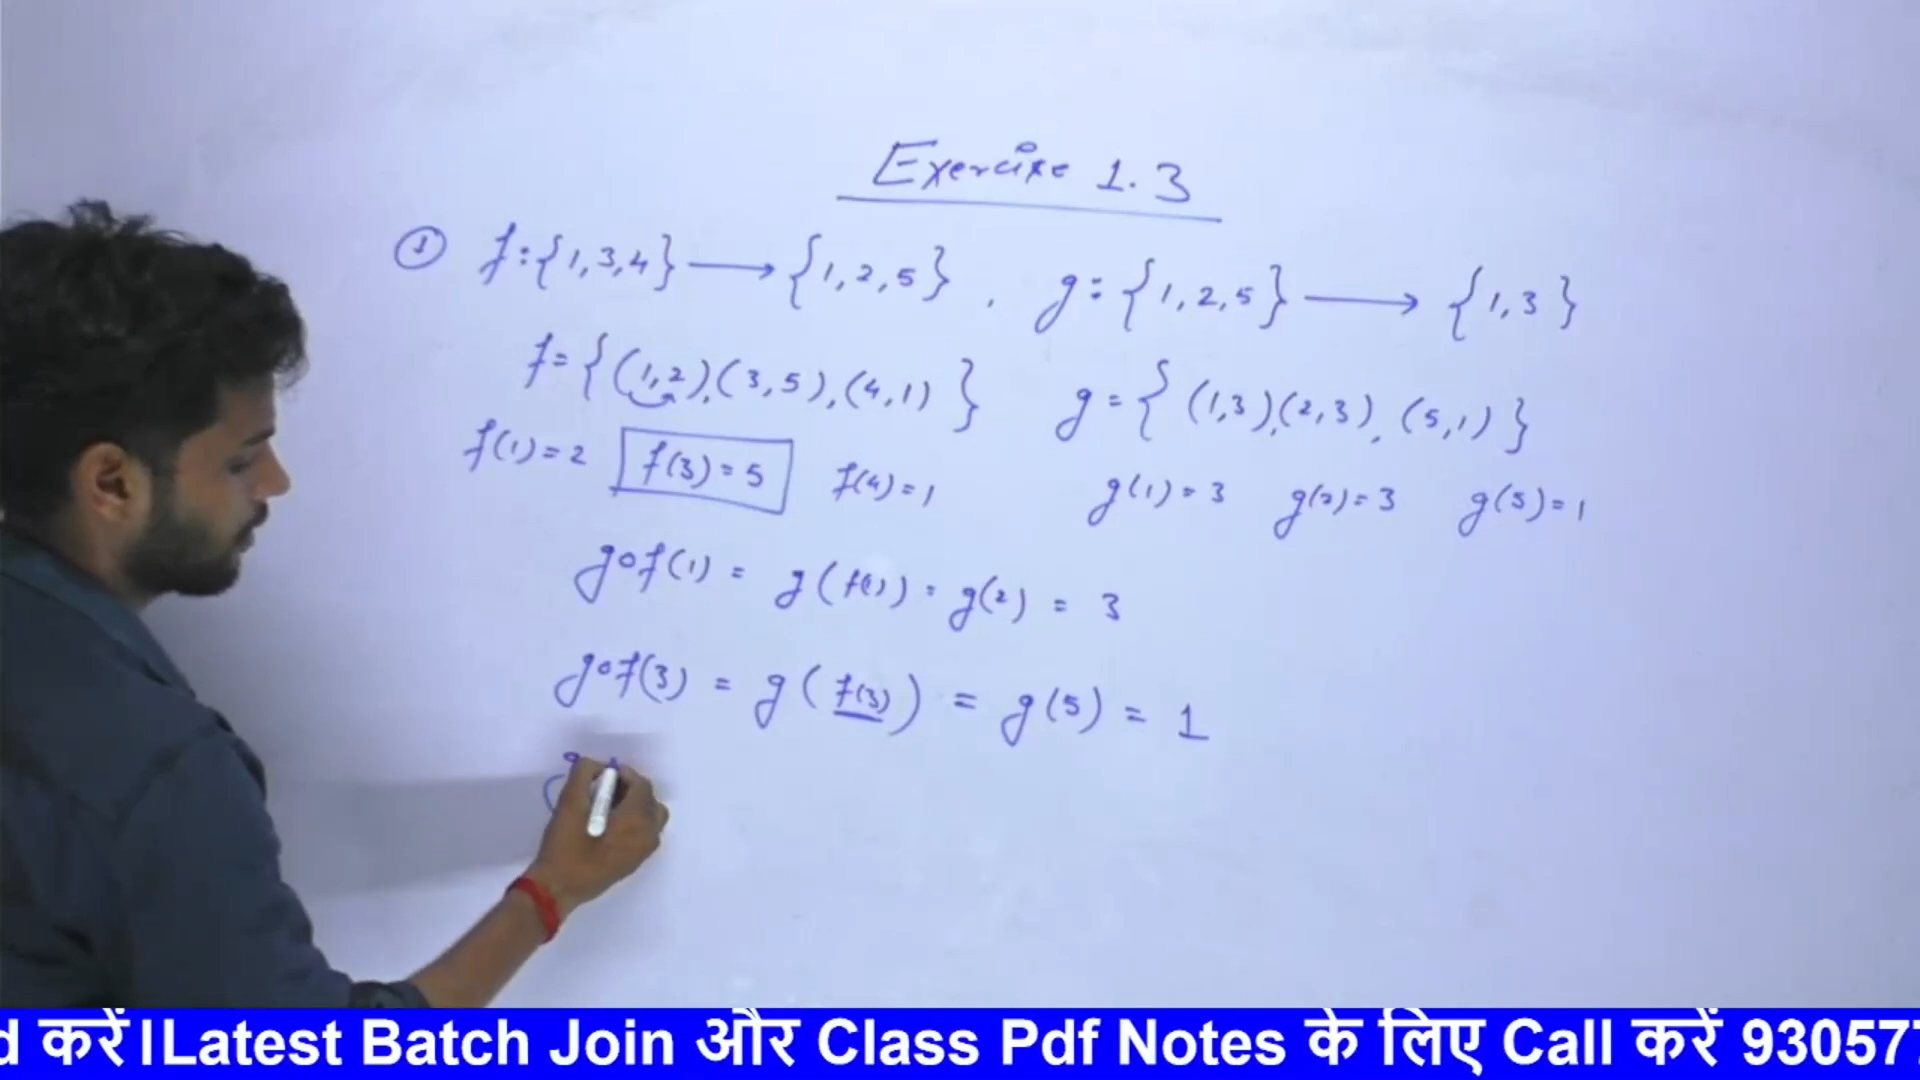 Exercise 1.3
① f:{1,3,4} ⟶ {1,2,5} , g:{1,2,5} ⟶ {1,3}
f={(1,2),(3,5),(4,1)} g={(1,3),(2,3),(5,1)}
f(1)=2 f(3)=5 f(4)=1 g(1)=3 g(2)=3 g(5)=1
gof(1) = g(f(1)) = g(2) = 3
gof(3) = g(f(3)) = g(5) = 1
करें।Latest Batch Join और Class Pdf Notes के लिए Call करें